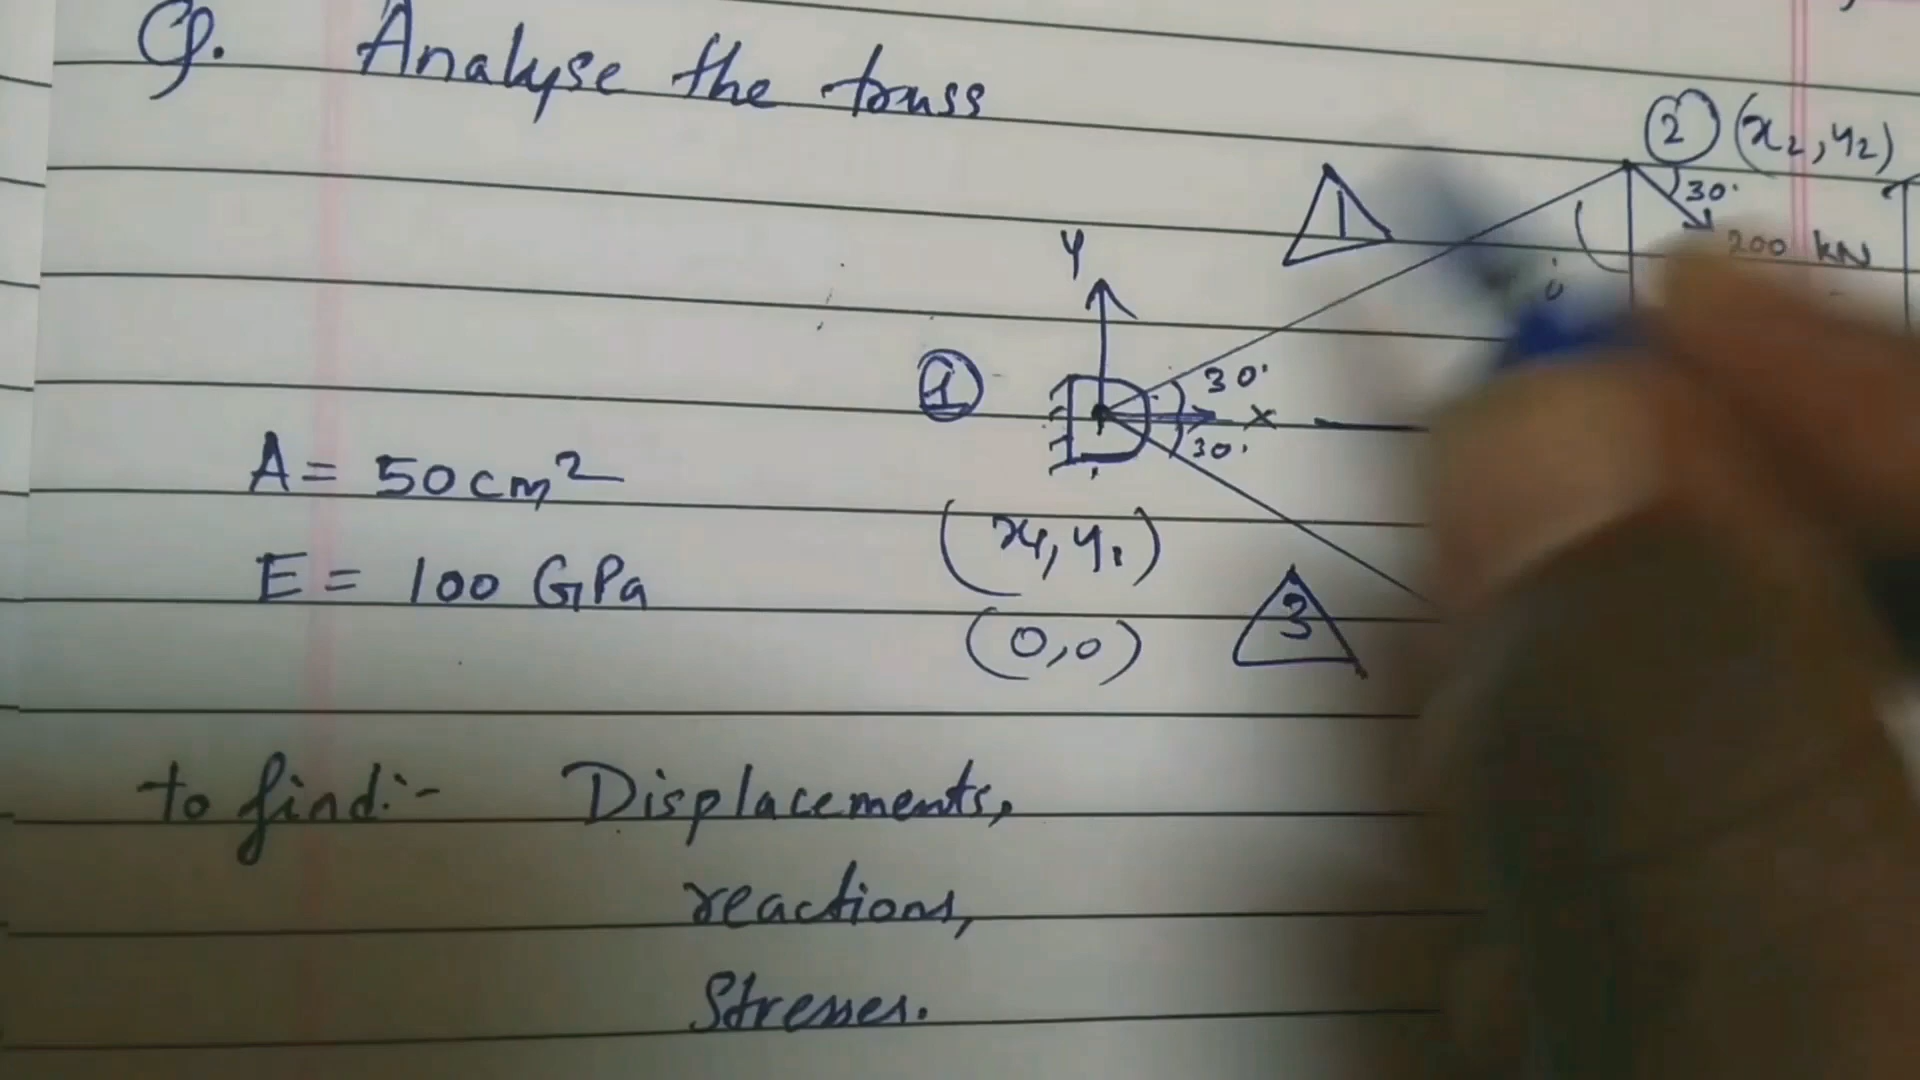 Q. Analyse the truss
2 (x2, y2)
30°
200 kN
1
Y
1
30°
X
30°
A = 50 cm2
(x1, y1)
E = 100 GPa
(0,0)
3
to find:- Displacements,
reactions,
Stresses.